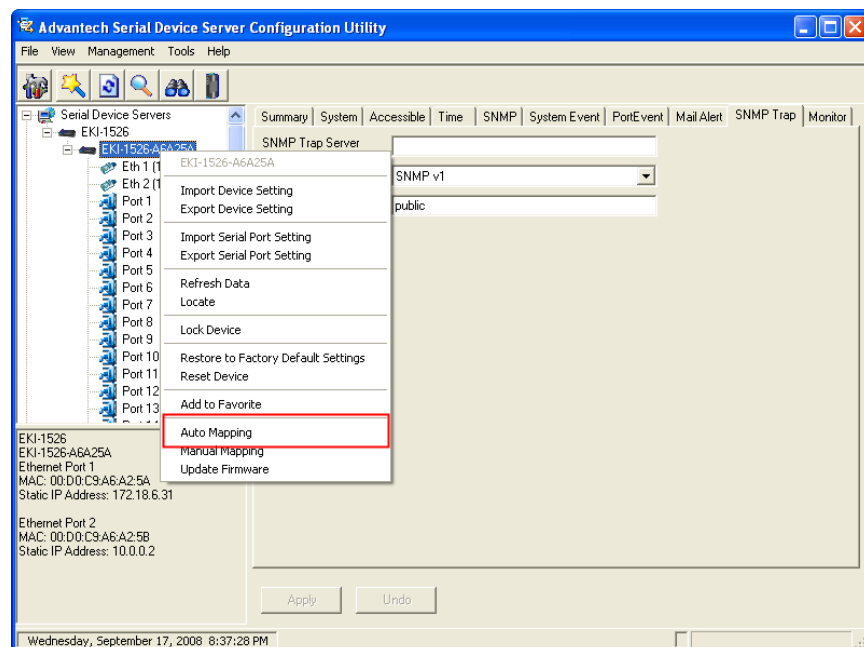 Advantech Serial Device Server Configuration Utility
File View Management Tools Help
Serial Device Servers
EKI-1526
EKI-1526-A6A25A
Eth 1 (1
Eth 2 (1
Port 1
Port 2
Port 3
Port 4
Port 5
Port 6
Port 7
Port 8
Port 9
Port 10
Port 11
Port 12
Port 13
EKI-1526-A6A25A
Import Device Setting
Export Device Setting
Import Serial Port Setting
Export Serial Port Setting
Refresh Data
Locate
Lock Device
Restore to Factory Default Settings
Reset Device
Add to Favorite
Auto Mapping
Manual Mapping
Update Firmware
Summary System Accessible Time SNMP System Event PortEvent Mail Alert SNMP Trap Monitor
SNMP Trap Server
SNMP v1
public
EKI-1526
EKI-1526-A6A25A
Ethernet Port 1
MAC: 00:D0:C9:A6:A2:5A
Static IP Address: 172.18.6.31
Ethernet Port 2
MAC: 00:D0:C9:A6:A2:5B
Static IP Address: 10.0.0.2
Apply Undo
Wednesday, September 17, 2008 8:37:28 PM